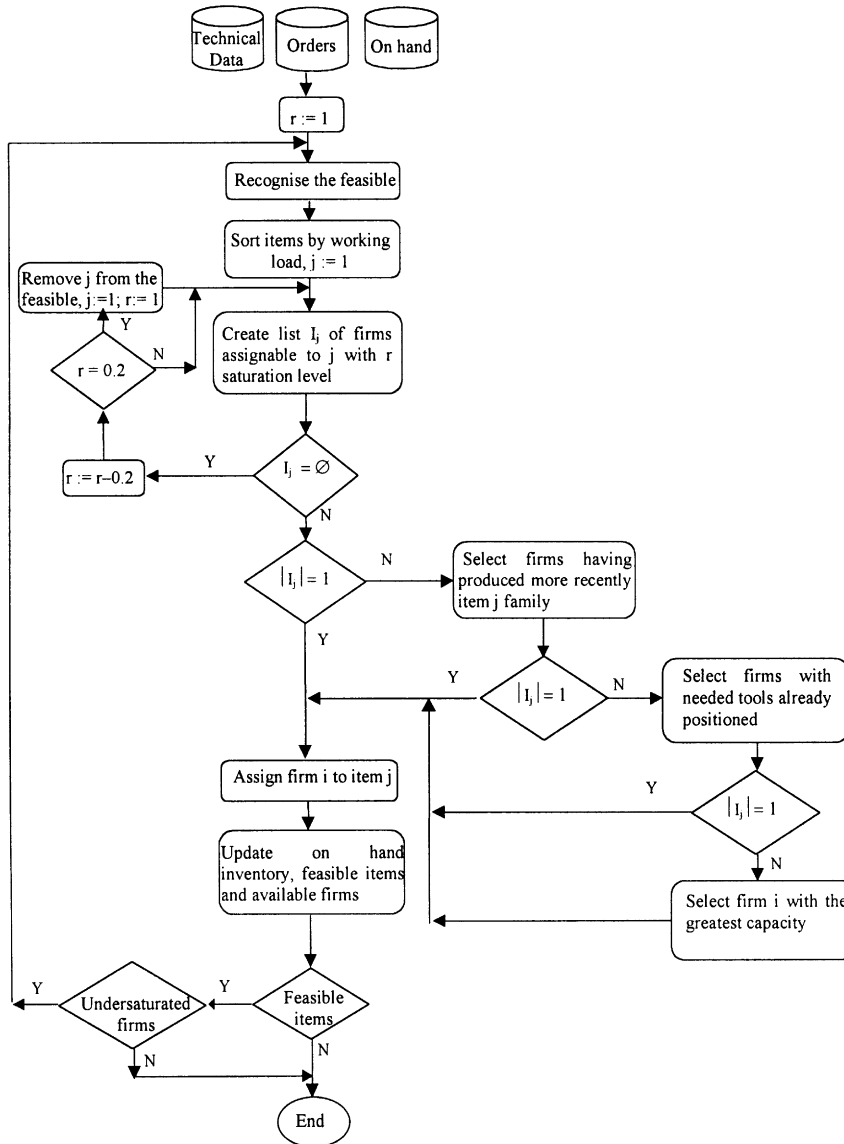 Technical
Data
Orders
On hand
r := 1
Recognise the feasible
Sort items by working
load, j := 1
Remove j from the
feasible, j:=1; r:= 1
Y
Create list Ij of firms
assignable to j with r
saturation level
r = 0.2
N
Y
Ij = ∅
r := r–0.2
N
|Ij| = 1
N
Select firms having
produced more recently
item j family
Y
Y
|Ij| = 1
N
Select firms with
needed tools already
positioned
Assign firm i to item j
Y
|Ij| = 1
N
Update on hand
inventory, feasible items
and available firms
Select firm i with the
greatest capacity
Y
Undersaturated
firms
Y
Feasible
items
N
N
End